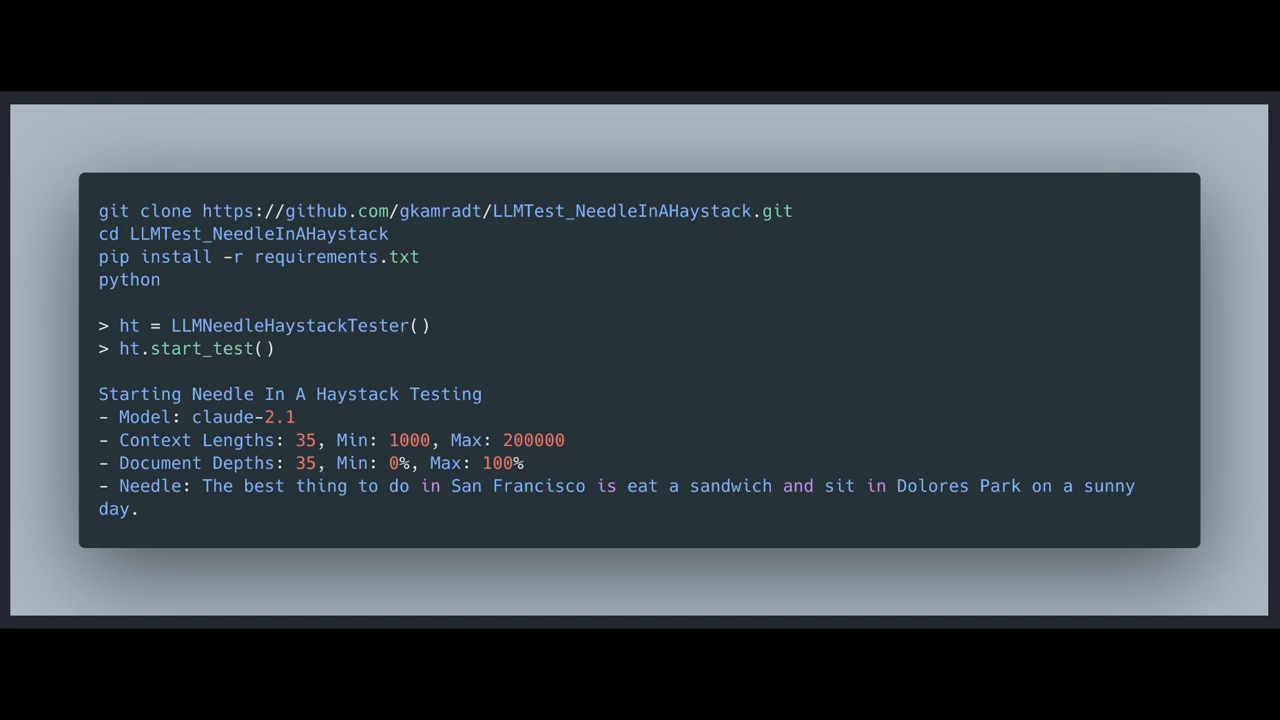 git clone https://github.com/gkamradt/LLMTest_NeedleInAHaystack.git
cd LLMTest_NeedleInAHaystack
pip install -r requirements.txt
python
> ht = LLMNeedleHaystackTester()
> ht.start_test()
Starting Needle In A Haystack Testing
- Model: claude-2.1
- Context Lengths: 35, Min: 1000, Max: 200000
- Document Depths: 35, Min: 0%, Max: 100%
- Needle: The best thing to do in San Francisco is eat a sandwich and sit in Dolores Park on a sunny
day.